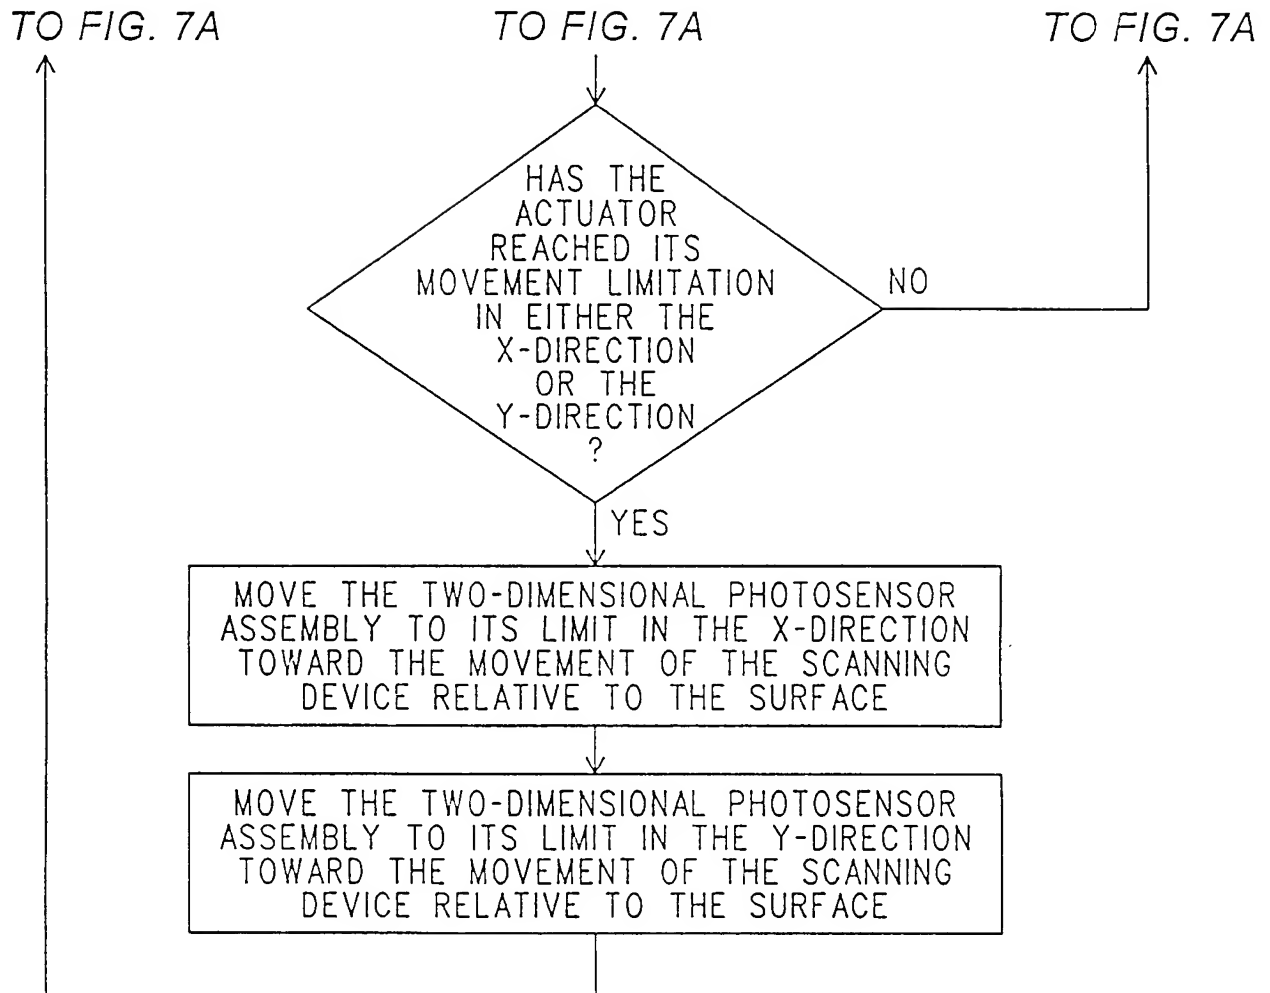 TO FIG. 7A
TO FIG. 7A
TO FIG. 7A
HAS THE
ACTUATOR
REACHED ITS
MOVEMENT LIMITATION
IN EITHER THE
X-DIRECTION
OR THE
Y-DIRECTION
?
NO
YES
MOVE THE TWO-DIMENSIONAL PHOTOSENSOR
ASSEMBLY TO ITS LIMIT IN THE X-DIRECTION
TOWARD THE MOVEMENT OF THE SCANNING
DEVICE RELATIVE TO THE SURFACE
MOVE THE TWO-DIMENSIONAL PHOTOSENSOR
ASSEMBLY TO ITS LIMIT IN THE Y-DIRECTION
TOWARD THE MOVEMENT OF THE SCANNING
DEVICE RELATIVE TO THE SURFACE